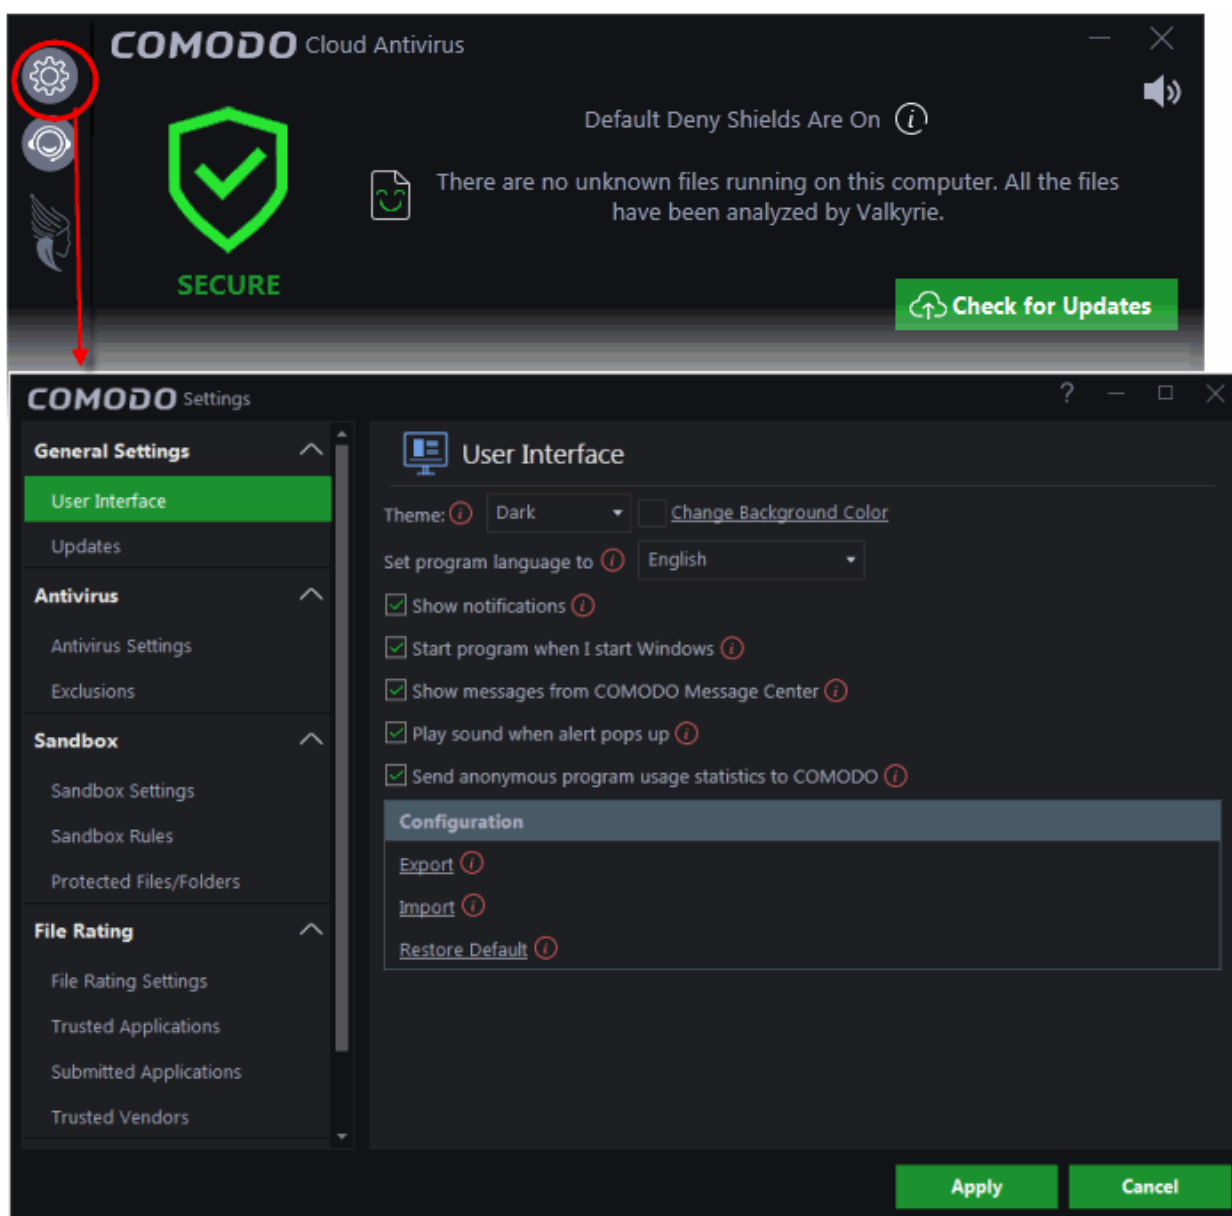 COMODO Cloud Antivirus
Default Deny Shields Are On
There are no unknown files running on this computer. All the files
have been analyzed by Valkyrie.
SECURE
Check for Updates
COMODO Settings
?
General Settings
User Interface
Updates
Antivirus
Antivirus Settings
Exclusions
Sandbox
Sandbox Settings
Sandbox Rules
Protected Files/Folders
File Rating
File Rating Settings
Trusted Applications
Submitted Applications
Trusted Vendors
User Interface
Theme: Dark Change Background Color
Set program language to English
Show notifications
Start program when I start Windows
Show messages from COMODO Message Center
Play sound when alert pops up
Send anonymous program usage statistics to COMODO
Configuration
Export
Import
Restore Default
Apply Cancel